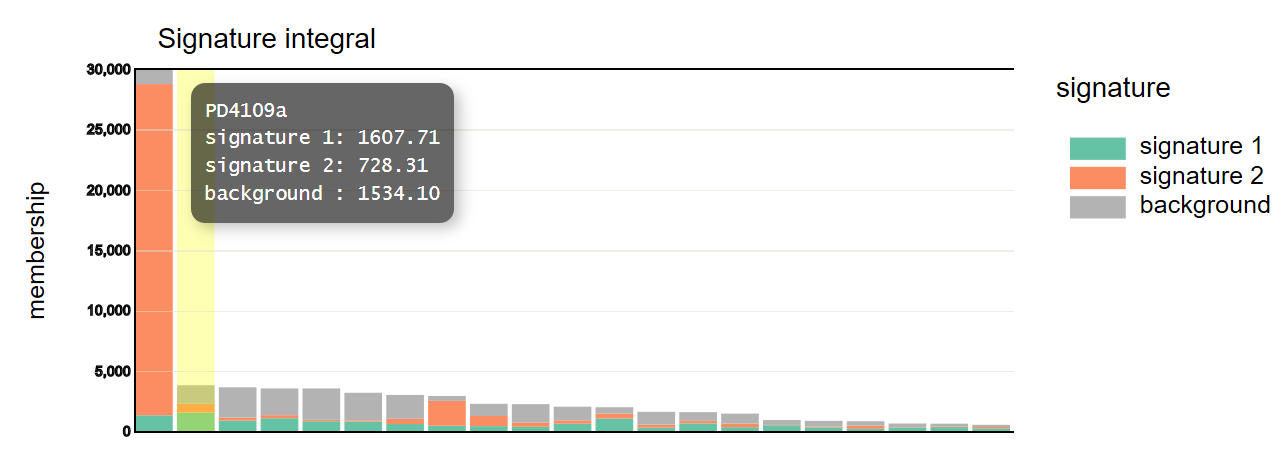 Signature integral
30,000
25,000
20,000
15,000
10,000
5,000
0
membership
PD4109a
signature 1: 1607.71
signature 2: 728.31
background : 1534.10
signature
signature 1
signature 2
background